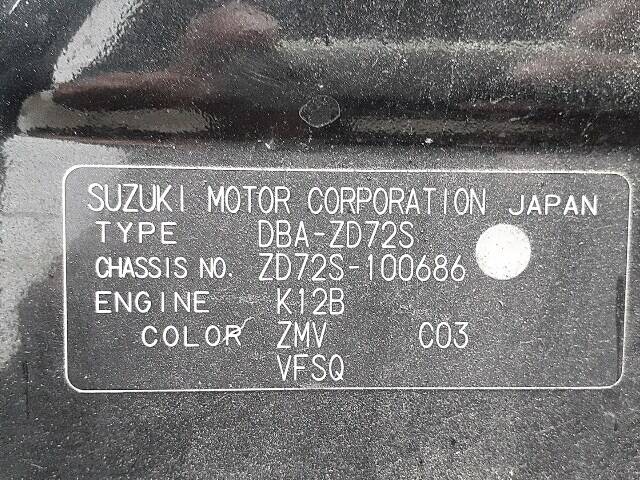 SUZUKI MOTOR CORPORATION JAPAN
TYPE DBA-ZD72S
CHASSIS NO. ZD72S-100686
ENGINE K12B
COLOR ZMV C03
VFSQ